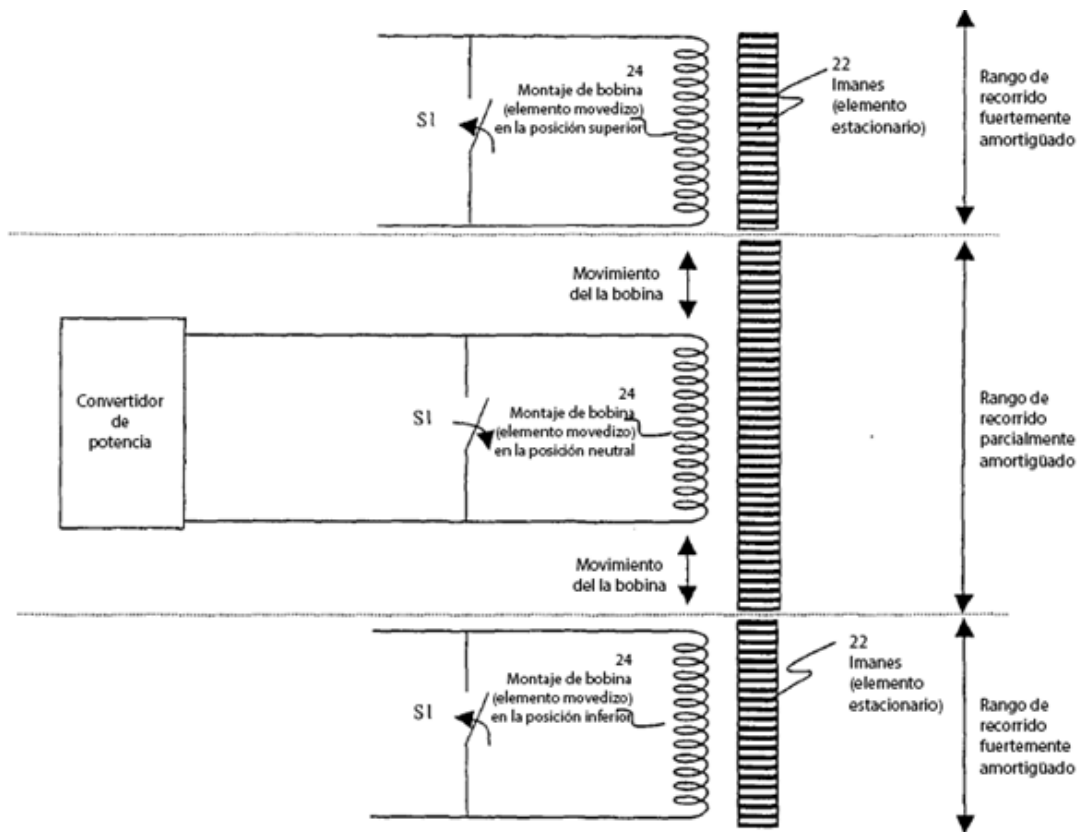 24
Montaje de bobina
(elemento movedizo)
en la posición superior
S1
22
Imanes
(elemento
estacionario)
Rango de
recorrido
fuertemente
amortigüado
Movimiento
del la bobina
Convertidor
de
potencia
S1
24
Montaje de bobina
(elemento movedizo)
en la posición neutral
Rango de
recorrido
parcialmente
amortigüado
Movimiento
del la bobina
24
Montaje de bobina
(elemento movedizo)
en la posición inferior
S1
22
Imanes
(elemento
estacionario)
Rango de
recorrido
fuertemente
amortigüado